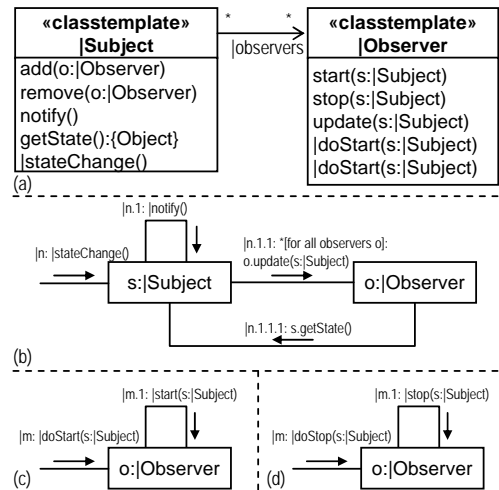 «classtemplate»
|Subject
add(o:|Observer)
remove(o:|Observer)
notify()
getState():{Object}
|stateChange()
* *
|observers
«classtemplate»
|Observer
start(s:|Subject)
stop(s:|Subject)
update(s:|Subject)
|doStart(s:|Subject)
|doStart(s:|Subject)
(a)
|n.1: |notify()
|n: |stateChange()
s:|Subject
|n.1.1: *[for all observers o]:
o.update(s:|Subject)
o:|Observer
|n.1.1.1: s.getState()
(b)
|m.1: |start(s:|Subject)
|m: |doStart(s:|Subject)
o:|Observer
(c)
|m.1: |stop(s:|Subject)
|m: |doStop(s:|Subject)
o:|Observer
(d)